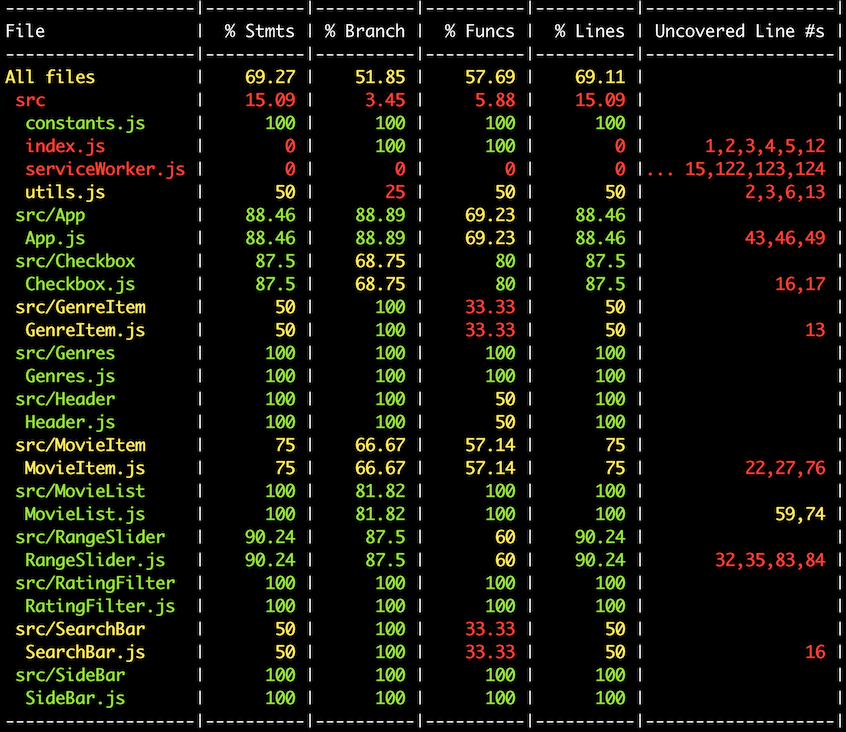 --------------------|----------|----------|----------|----------|-------------------|
File                |  % Stmts | % Branch |  % Funcs |  % Lines | Uncovered Line #s |
--------------------|----------|----------|----------|----------|-------------------|
All files           |    69.27 |    51.85 |    57.69 |    69.11 |                   |
 src                |    15.09 |     3.45 |     5.88 |    15.09 |                   |
  constants.js      |      100 |      100 |      100 |      100 |                   |
  index.js          |        0 |      100 |      100 |        0 |      1,2,3,4,5,12 |
  serviceWorker.js  |        0 |        0 |        0 |        0 |... 15,122,123,124 |
  utils.js          |       50 |       25 |       50 |       50 |          2,3,6,13 |
 src/App            |    88.46 |    88.89 |    69.23 |    88.46 |                   |
  App.js            |    88.46 |    88.89 |    69.23 |    88.46 |          43,46,49 |
 src/Checkbox       |     87.5 |    68.75 |       80 |     87.5 |                   |
  Checkbox.js       |     87.5 |    68.75 |       80 |     87.5 |             16,17 |
 src/GenreItem      |       50 |      100 |    33.33 |       50 |                   |
  GenreItem.js      |       50 |      100 |    33.33 |       50 |                13 |
 src/Genres         |      100 |      100 |      100 |      100 |                   |
  Genres.js         |      100 |      100 |      100 |      100 |                   |
 src/Header         |      100 |      100 |       50 |      100 |                   |
  Header.js         |      100 |      100 |       50 |      100 |                   |
 src/MovieItem      |       75 |    66.67 |    57.14 |       75 |                   |
  MovieItem.js      |       75 |    66.67 |    57.14 |       75 |          22,27,76 |
 src/MovieList      |      100 |    81.82 |      100 |      100 |                   |
  MovieList.js      |      100 |    81.82 |      100 |      100 |             59,74 |
 src/RangeSlider    |    90.24 |     87.5 |       60 |    90.24 |                   |
  RangeSlider.js    |    90.24 |     87.5 |       60 |    90.24 |       32,35,83,84 |
 src/RatingFilter   |      100 |      100 |      100 |      100 |                   |
  RatingFilter.js   |      100 |      100 |      100 |      100 |                   |
 src/SearchBar      |       50 |      100 |    33.33 |       50 |                   |
  SearchBar.js      |       50 |      100 |    33.33 |       50 |                16 |
 src/SideBar        |      100 |      100 |      100 |      100 |                   |
  SideBar.js        |      100 |      100 |      100 |      100 |                   |
--------------------|----------|----------|----------|----------|-------------------|